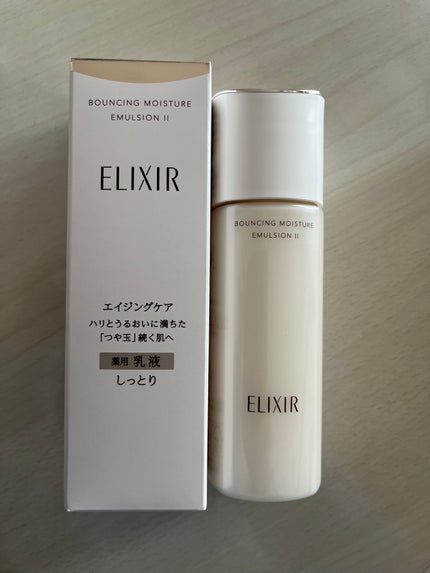 BOUNCING MOISTURE
EMULSION II
ELIXIR
エイジングケア
ハリとうるおいに満ちた
「つや玉」続く肌へ
薬用 乳液
しっとり
BOUNCING MOISTURE
EMULSION II
ELIXIR